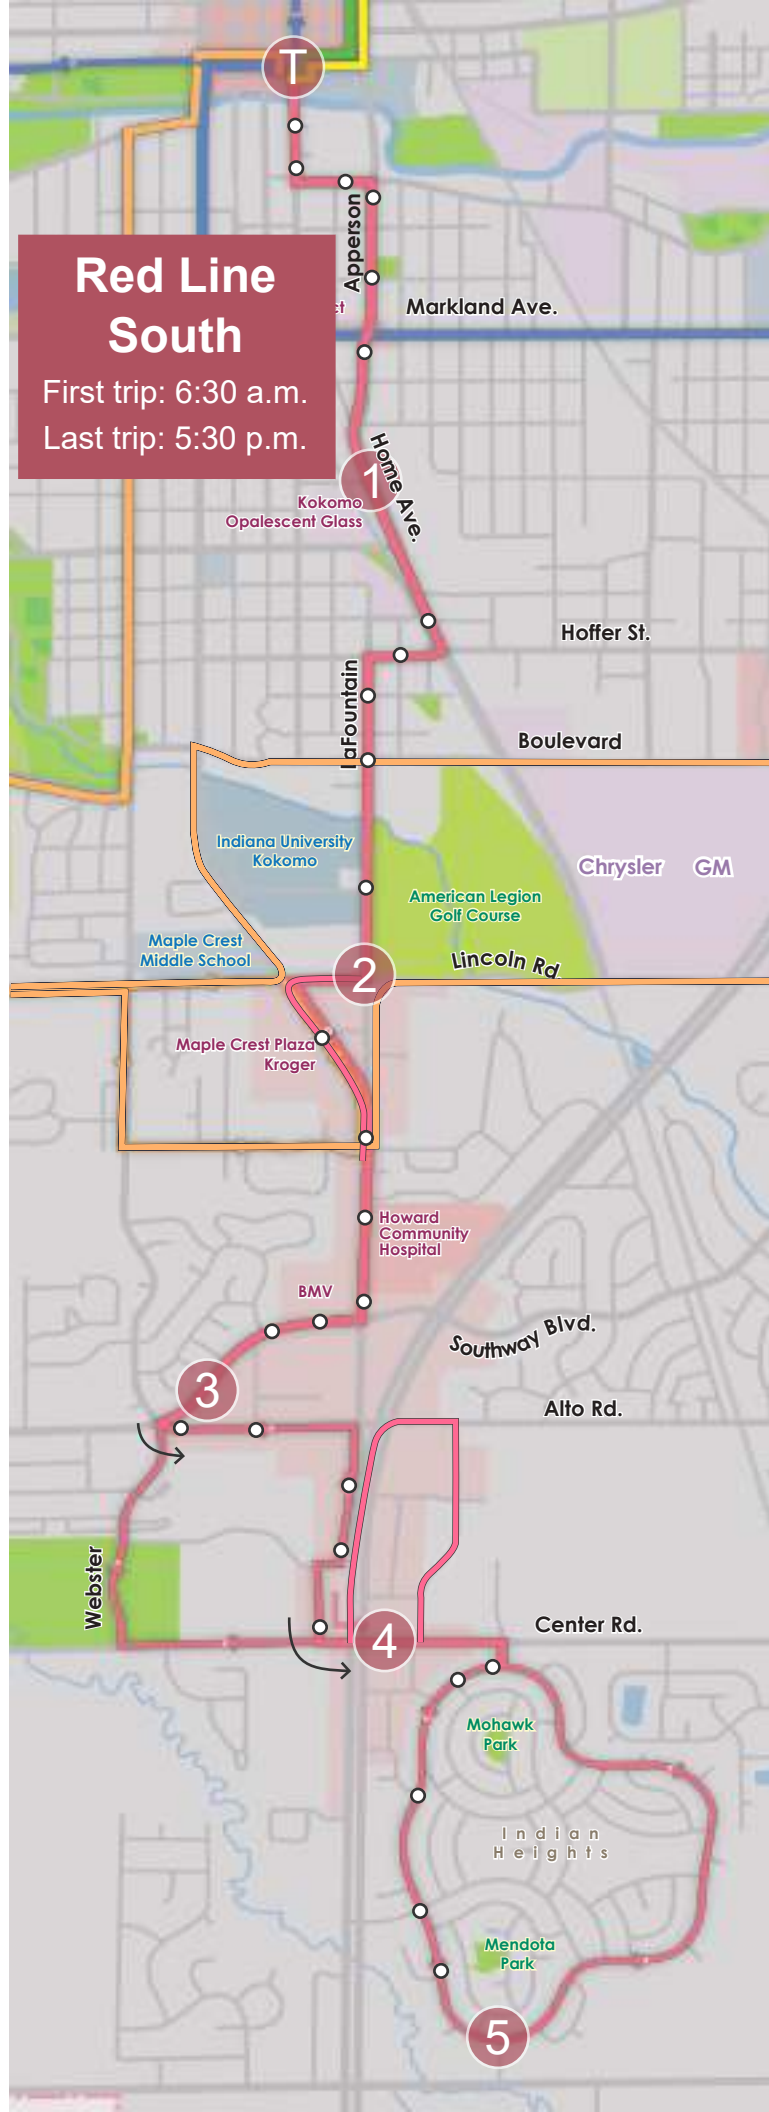 T
Apperson
Red Line
South
First trip: 6:30 a.m.
Last trip: 5:30 p.m.
ct
Markland Ave.
Home Ave.
1
Kokomo
Opalescent Glass
Hoffer St.
LaFountain
Boulevard
Indiana University
Kokomo
Chrysler GM
American Legion
Golf Course
Maple Crest
Middle School
Lincoln Rd
2
Maple Crest Plaza
Kroger
Howard
Community
Hospital
BMV
Southway Blvd.
3
Alto Rd.
Webster
Center Rd.
4
Mohawk
Park
Indian
Heights
Mendota
Park
5